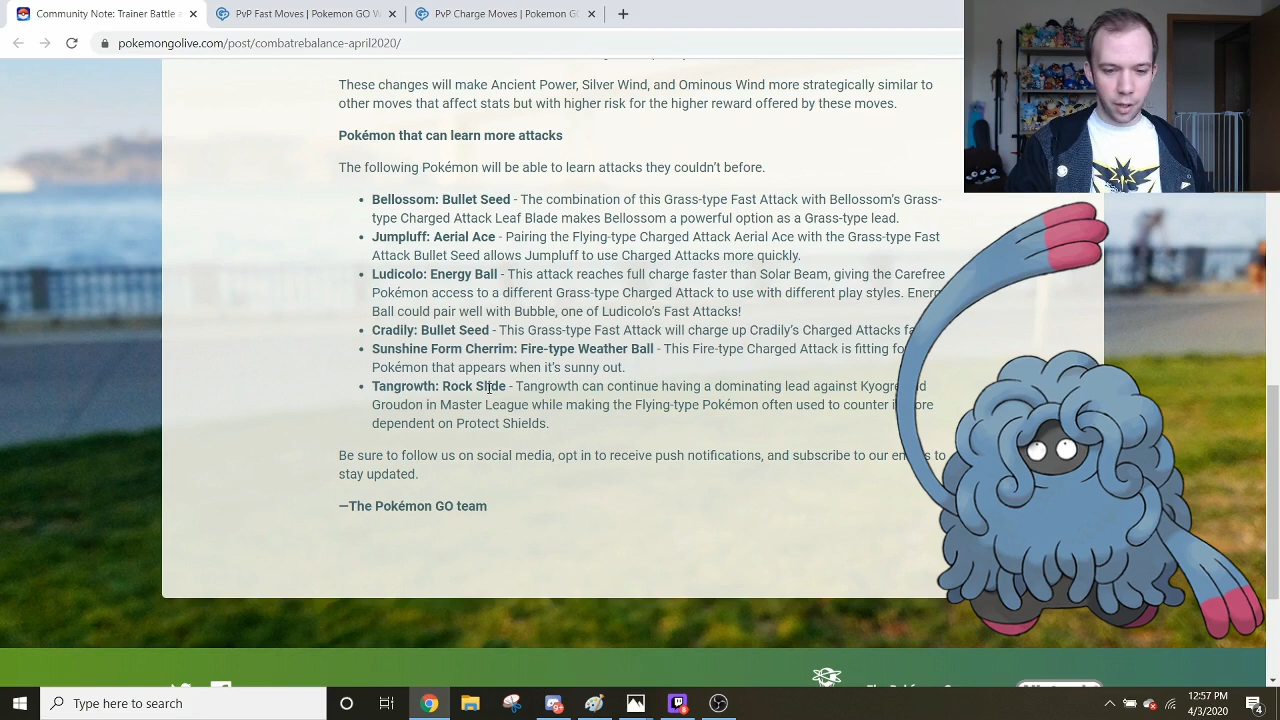 Community Note: Trainer Battle
PvP Fast Moves | Pokemon GO
PvP Charge Moves | Pokemon GO
pokemongolive.com/post/combatrebalance-april2020/
These changes will make Ancient Power, Silver Wind, and Ominous Wind more strategically similar to
other moves that affect stats but with higher risk for the higher reward offered by these moves.
Pokémon that can learn more attacks
The following Pokémon will be able to learn attacks they couldn't before.
• Bellossom: Bullet Seed - The combination of this Grass-type Fast Attack with Bellossom's Grass-
type Charged Attack Leaf Blade makes Bellossom a powerful option as a Grass-type lead.
• Jumpluff: Aerial Ace - Pairing the Flying-type Charged Attack Aerial Ace with the Grass-type Fast
Attack Bullet Seed allows Jumpluff to use Charged Attacks more quickly.
• Ludicolo: Energy Ball - This attack reaches full charge faster than Solar Beam, giving the Carefree
Pokémon access to a different Grass-type Charged Attack to use with different play styles. Energy
Ball could pair well with Bubble, one of Ludicolo's Fast Attacks!
• Cradily: Bullet Seed - This Grass-type Fast Attack will charge up Cradily's Charged Attacks
• Sunshine Form Cherrim: Fire-type Weather Ball - This Fire-type Charged Attack is fitting
Pokémon that appears when it's sunny out.
• Tangrowth: Rock Slide - Tangrowth can continue having a dominating lead against Kyogre and
Groudon in Master League while making the Flying-type Pokémon often used to counter it more
dependent on Protect Shields.
Be sure to follow us on social media, opt in to receive push notifications, and subscribe to our emails to
stay updated.
—The Pokémon GO team
Type here to search
12:57 PM
4/3/2020
4